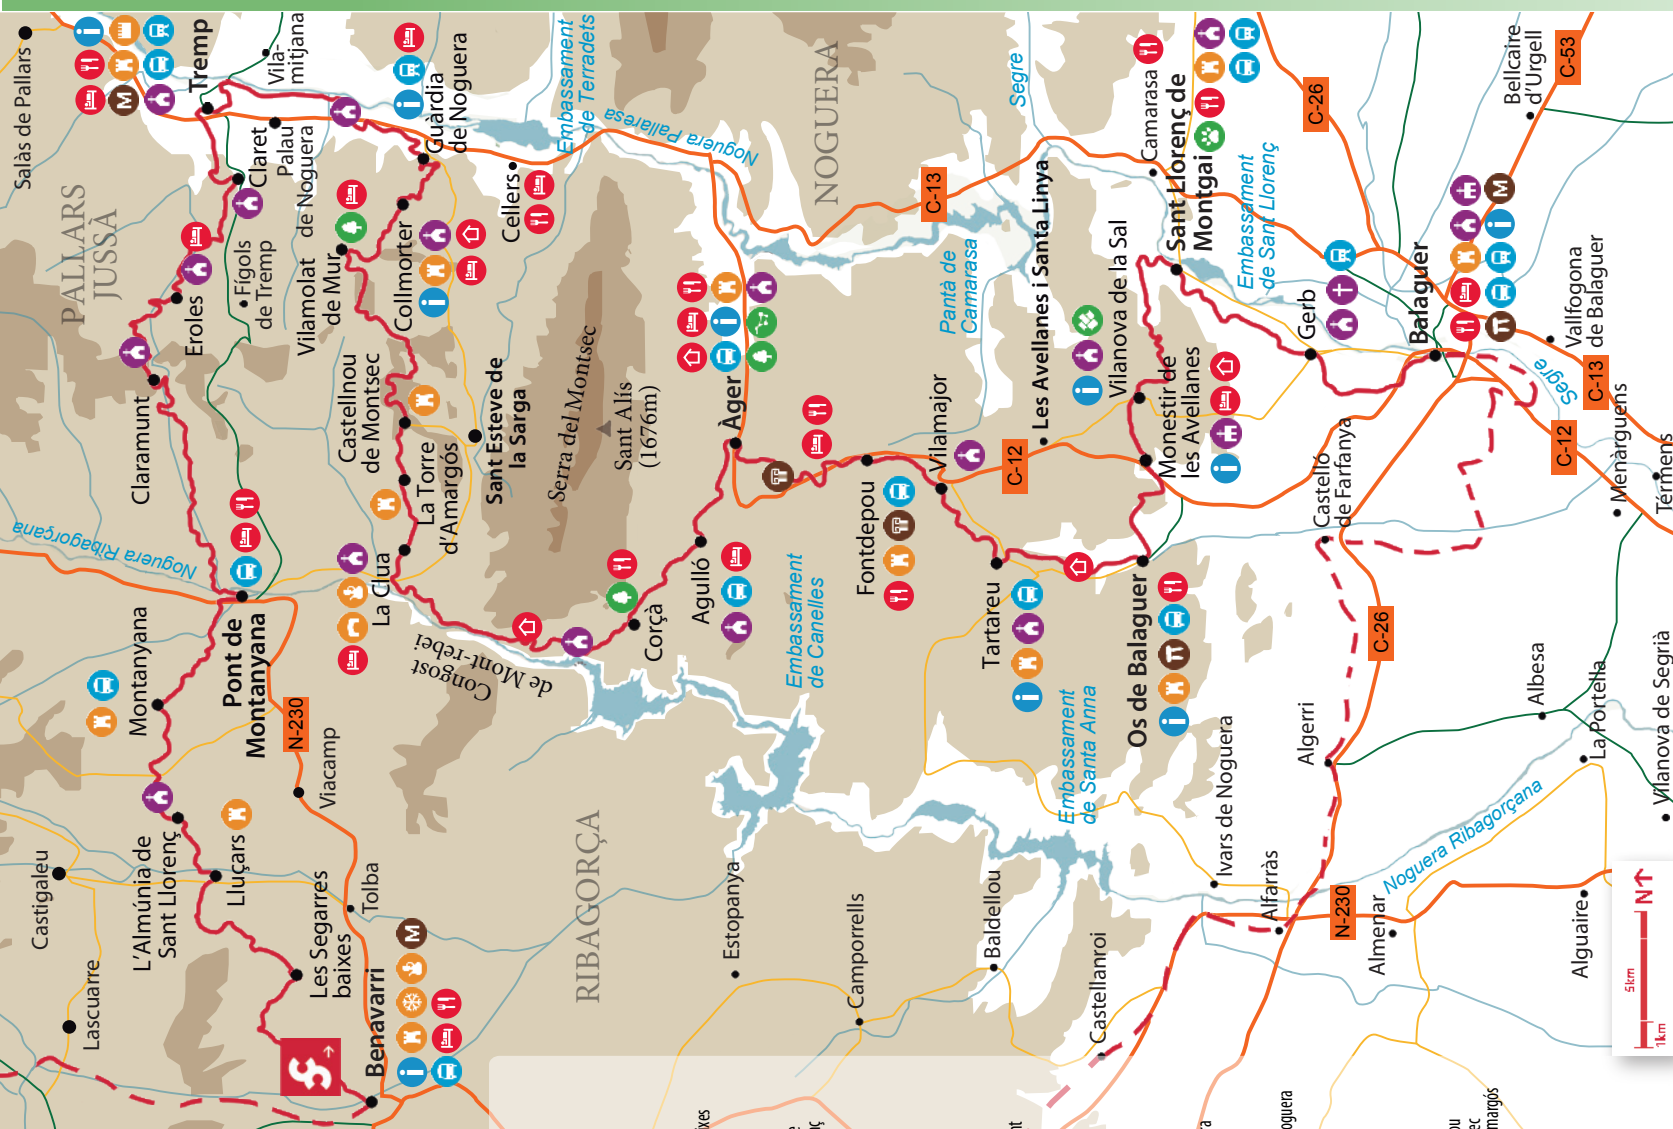 Salàs de Pallars
Tremp
Vila-
mitjana
PALLARS
JUSSÀ
Claret
Palau
de Noguera
Guàrdia
de Noguera
Embassament
de Terradets
Noguera Pallaresa
NOGUERA
Segre
Camarasa
Sant Llorenç de
Montgai
C-26
Bellcaire
d'Urgell
C-53
Eroles
Fígols
de Tremp
Vilamolat
de Mur
Collmorter
Cellers
C-13
Pantà de
Camarasa
Les Avellanes i Santa Linya
Vilanova de la Sal
Embassament
de Sant Llorenç
Gerb
Balaguer
Vallfogona
de Balaguer
Segre
C-13
Claramunt
Castellnou
de Montsec
La Torre
d'Amargós
Sant Esteve de
la Sarga
Serra del Montsec
Sant Alís
(1676m)
Àger
Vilamajor
C-12
Monestir de
les Avellanes
Castelló
de Farfanya
C-12
Menàrguens
Térmens
Noguera Ribagorçana
Montanyana
Pont de
Montanyana
La Clua
Congost
de Mont-rebei
Corçà
Agulló
Embassament
de Canelles
Fontdepou
Tartareu
Os de Balaguer
Embassament
de Santa Anna
C-26
Albesa
La Portella
Vilanova de Segrià
N-230
Viacamp
Algerri
Ivars de Noguera
Noguera Ribagorçana
Castigaleu
L'Almúnia de
Sant Llorenç
Lluçars
Tolba
RIBAGORÇA
Estopanya
Camporrells
Baldellou
Alfarràs
N-230
Almenar
Alguaire
Lascuarre
Les Segarres
baixes
Benavarri
Castellanroi
M
M
M
N
5km
1km